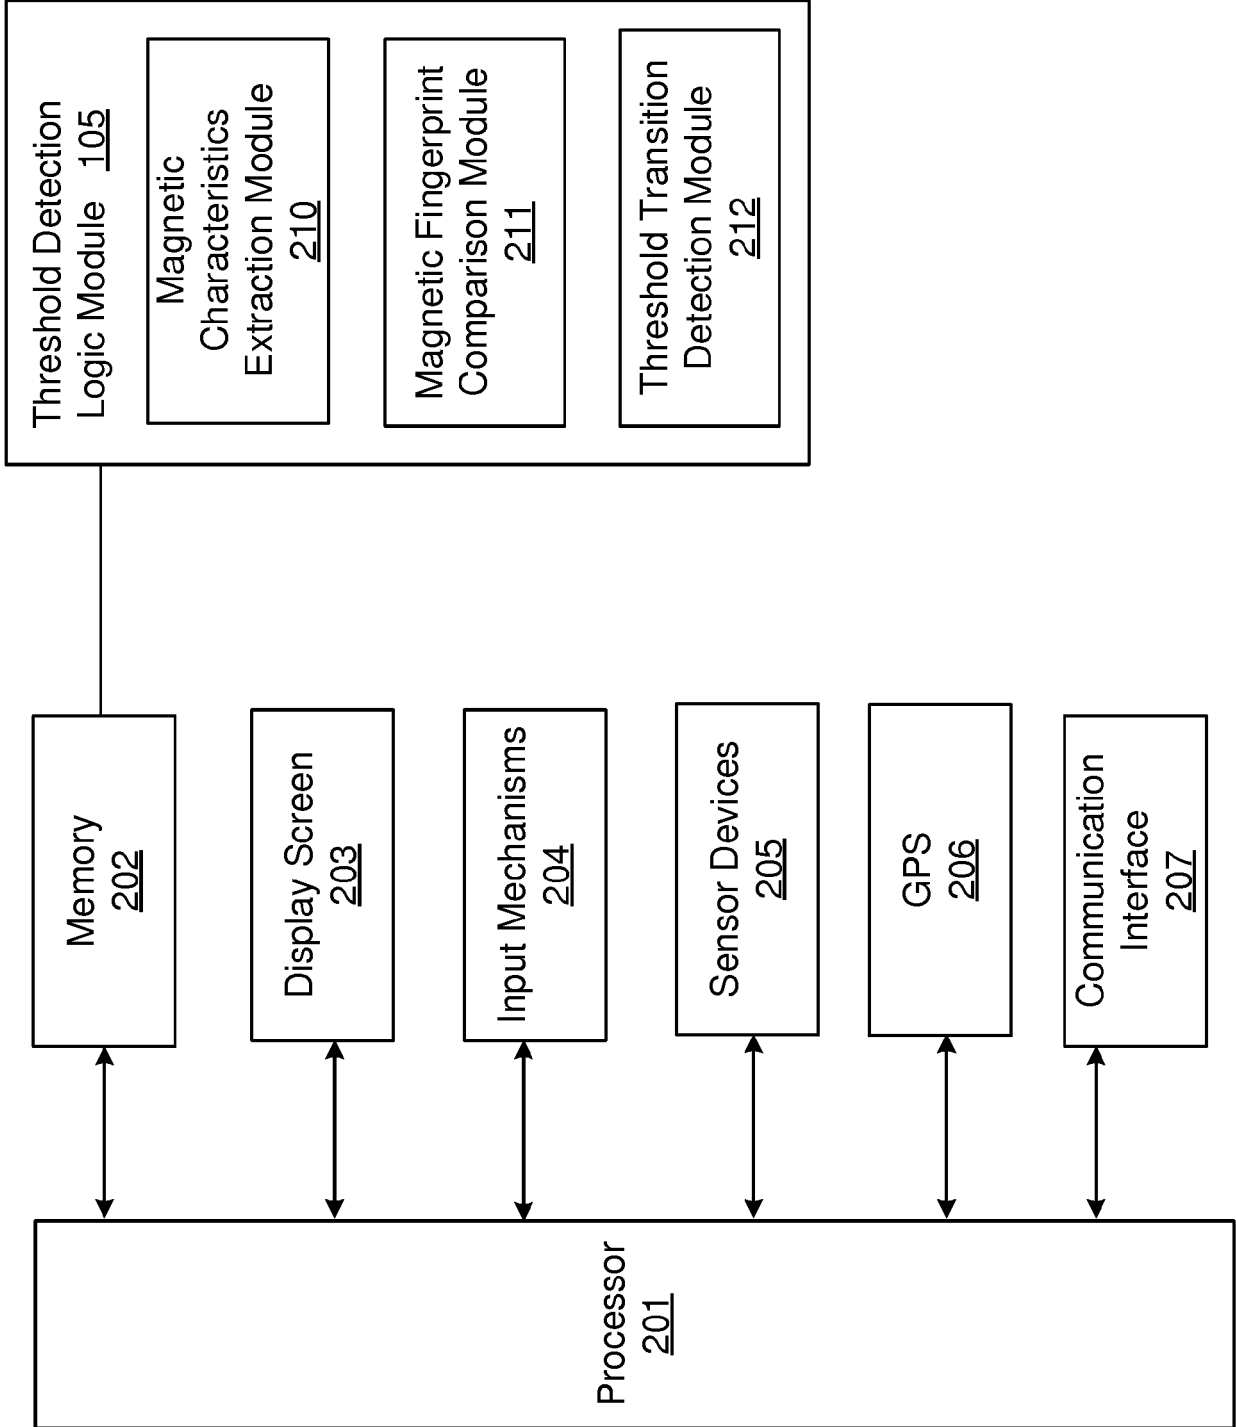 Processor
201
Memory
202
Display Screen
203
Input Mechanisms
204
Sensor Devices
205
GPS
206
Communication
Interface
207
Threshold Detection
Logic Module 105
Magnetic
Characteristics
Extraction Module
210
Magnetic Fingerprint
Comparison Module
211
Threshold Transition
Detection Module
212